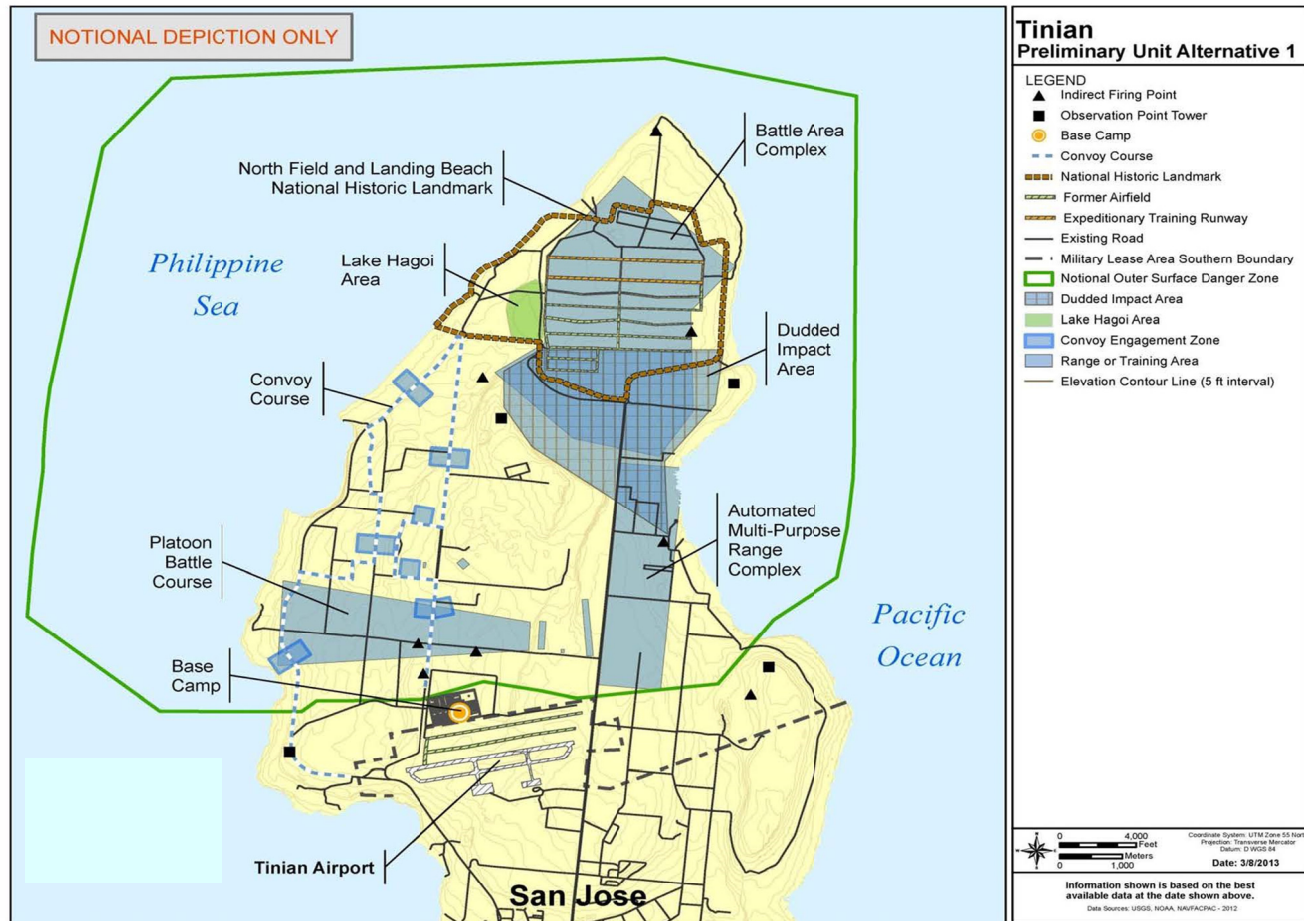 NOTIONAL DEPICTION ONLY
Battle Area
Complex
North Field and Landing Beach
National Historic Landmark
Lake Hagoi
Area
Philippine
Sea
Dudded
Impact
Area
Convoy
Course
Automated
Multi-Purpose
Range
Complex
Platoon
Battle
Course
Pacific
Ocean
Base
Camp
Tinian Airport
San Jose
Tinian
Preliminary Unit Alternative 1
LEGEND
Indirect Firing Point
Observation Point Tower
Base Camp
Convoy Course
National Historic Landmark
Former Airfield
Expeditionary Training Runway
Existing Road
Military Lease Area Southern Boundary
Notional Outer Surface Danger Zone
Dudded Impact Area
Lake Hagoi Area
Convoy Engagement Zone
Range or Training Area
Elevation Contour Line (5 ft interval)
0 4,000
Feet
Meters
0 1,000
Coordinate System: UTM Zone 55 Nort
Projection: Transverse Mercator
Datum: D WGS 84
Date: 3/8/2013
Information shown is based on the best
available data at the date shown above.
Data Sources: USGS, NOAA, NAVFACPAC - 2012